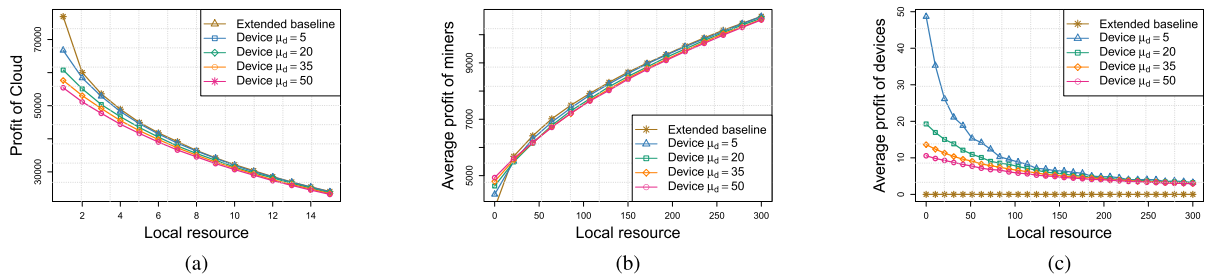 Profit of Cloud
30000
50000
70000
2 4 6 8 10 12 14
Local resource
Extended baseline
Device μd = 5
Device μd = 20
Device μd = 35
Device μd = 50
(a)
Average profit of miners
5000
7000
9000
0 50 100 150 200 250 300
Local resource
Extended baseline
Device μd = 5
Device μd = 20
Device μd = 35
Device μd = 50
(b)
Average profit of devices
0
10
20
30
40
50
0 50 100 150 200 250 300
Local resource
Extended baseline
Device μd = 5
Device μd = 20
Device μd = 35
Device μd = 50
(c)